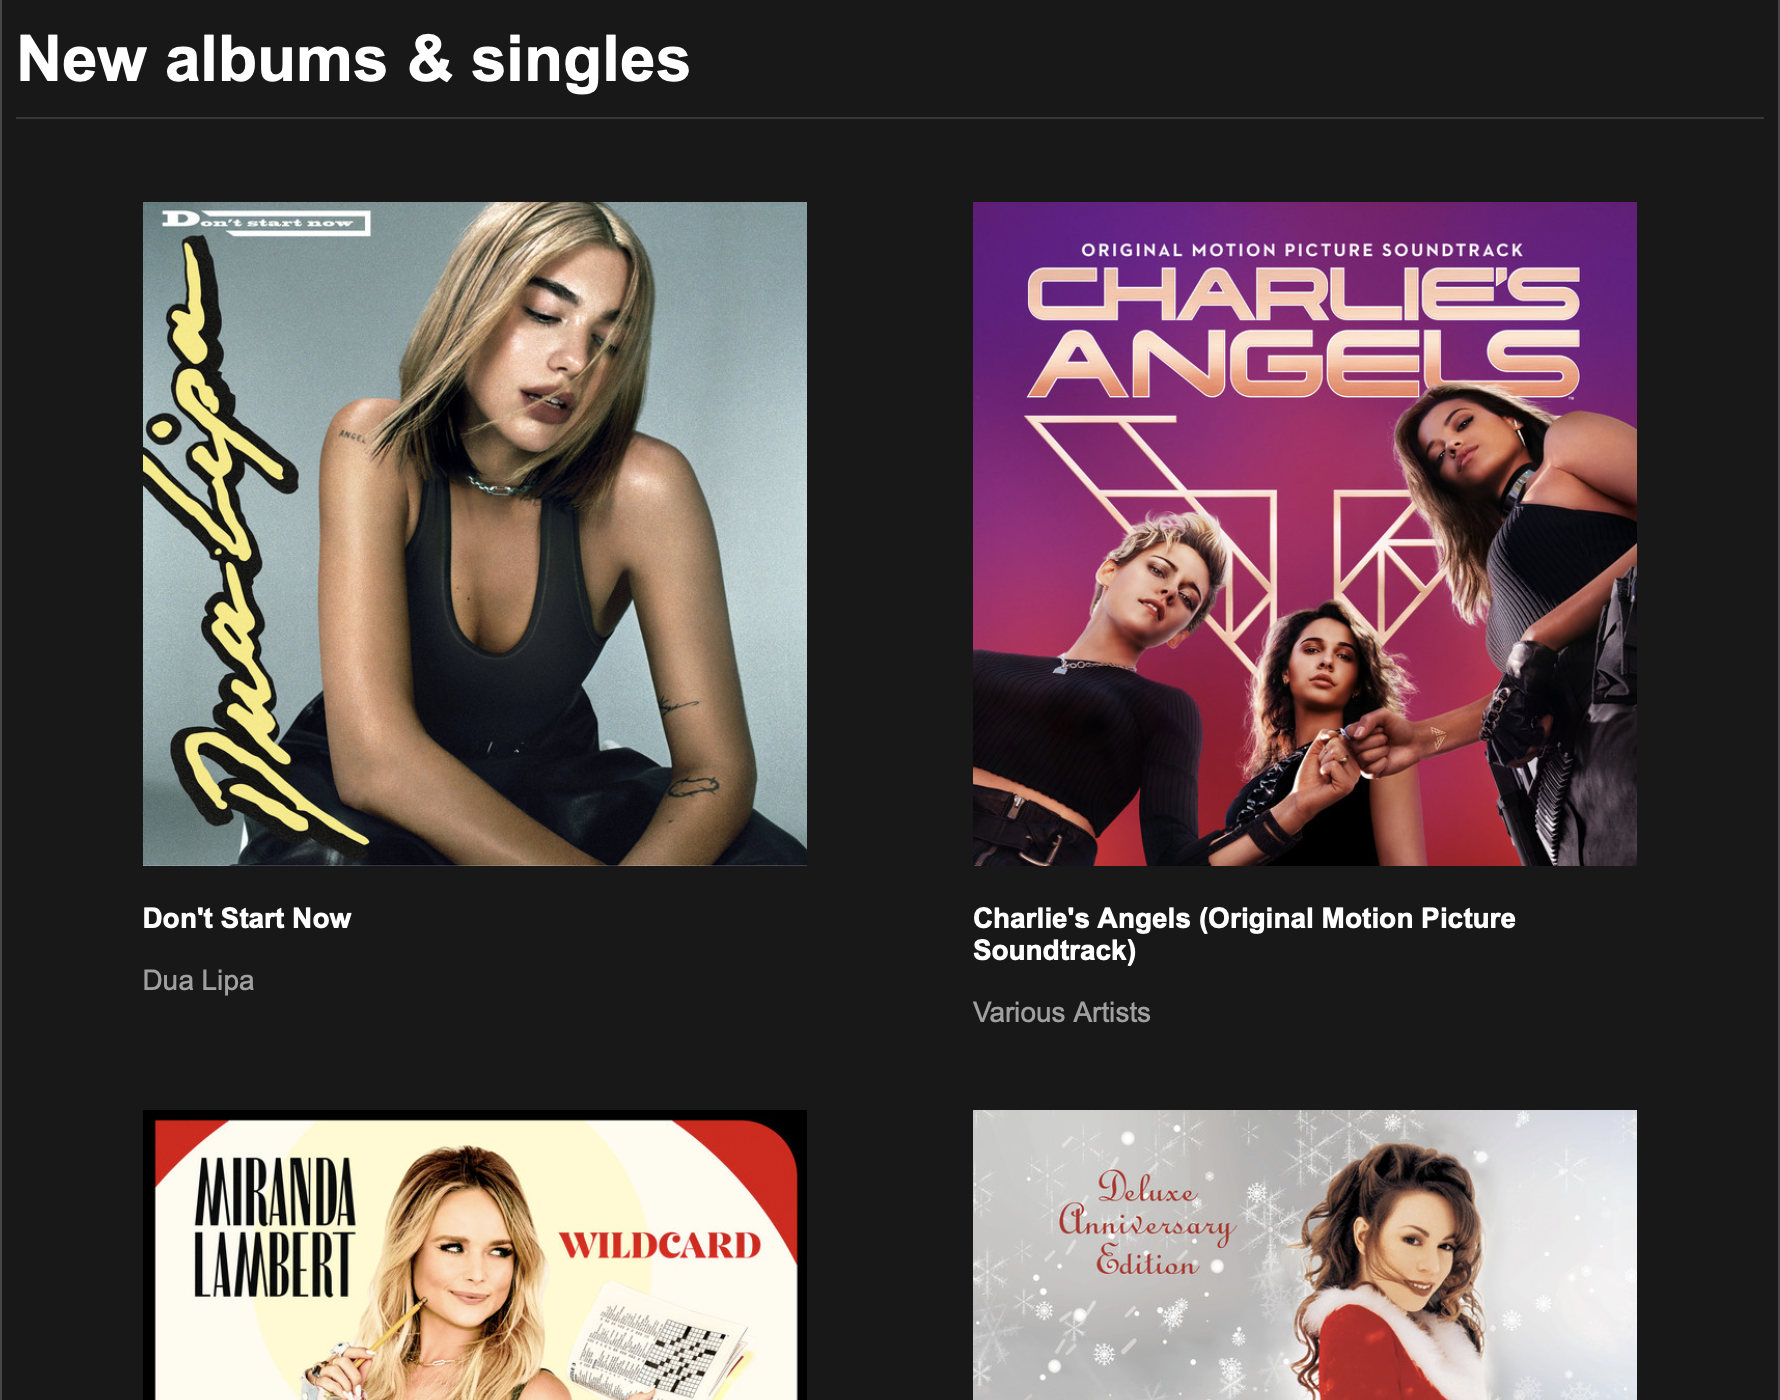 New albums & singles
Don't start now
Dua Lipa
ORIGINAL MOTION PICTURE SOUNDTRACK
CHARLIE'S
ANGELS
ANGEL
Don't Start Now
Dua Lipa
Charlie's Angels (Original Motion Picture
Soundtrack)
Various Artists
MIRANDA
LAMBERT
WILDCARD
Deluxe
Anniversary
Edition